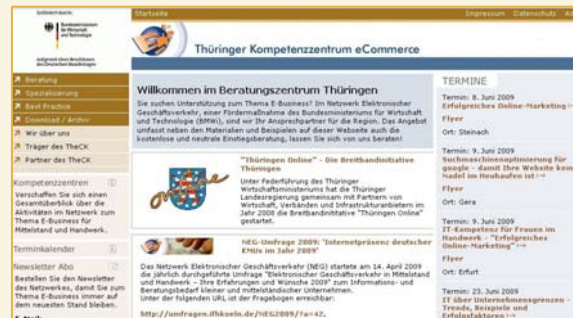 Gefördert durch:
Bundesministerium
für Wirtschaft
und Technologie
aufgrund eines Beschlusses
des Deutschen Bundestages
Startseite
Impressum Datenschutz
Thüringer Kompetenzzentrum eCommerce
Beratung
Spezialisierung
Best Practice
Download / Archiv
Wir über uns
Träger des TheCK
Partner des TheCK
Kompetenzzentren
Verschaffen Sie sich einen
Gesamtüberblick über die
Aktivitäten im Netzwerk zum
Thema E-Business für
Mittelstand und Handwerk.
Terminkalender
Newsletter Abo
Bestellen Sie den Newsletter
des Netzwerkes, damit Sie zum
Thema E-Business immer auf
dem neuesten Stand bleiben.
Willkommen im Beratungszentrum Thüringen
Sie suchen Unterstützung zum Thema E-Business? Im Netzwerk Elektronischer
Geschäftsverkehr, einer Fördermaßnahme des Bundesministeriums für Wirtschaft
und Technologie (BMWi), sind wir Ihr Ansprechpartner für die Region. Das Angebot
umfasst neben den Materialien und Beispielen auf dieser Webseite auch die
kostenlose und neutrale Einstiegsberatung, lassen Sie sich von uns beraten!
"Thüringen Online" - Die Breitbandinitiative
Thüringen
Unter Federführung des Thüringer
Wirtschaftsministeriums hat die Thüringer
Landesregierung gemeinsam mit Partnern von
Wirtschaft, Verbänden und Infrastrukturanbietern im
Jahr 2008 die Breitbandinitiative "Thüringen Online"
gestartet.
NEG-Umfrage 2009: 'Internetpräsenz deutscher
KMUs im Jahr 2009'
Das Netzwerk Elektronischer Geschäftsverkehr (NEG) startete am 14. April 2009
die jährlich durchgeführte Umfrage "Elektronischer Geschäftsverkehr in Mittelstand
und Handwerk - Ihre Erfahrungen und Wünsche 2009" zum Informations- und
Beratungsbedarf kleiner und mittelständischer Unternehmen.
Unter der folgenden URL ist der Fragebogen erreichbar:
http://umfragen.fhkoeln.de/NEG2009/?a=42.
TERMINE
Termin: 8. Juni 2009
Erfolgreiches Online-Marketing
Flyer
Ort: Steinach
Termin: 9. Juni 2009
Suchmaschinenoptimierung für
google - damit Ihre Website keine
Nadel im Heuhaufen ist
Flyer
Ort: Gera
Termin: 9. Juni 2009
IT-Kompetenz für Frauen im
Handwerk - "Erfolgreiches
Online-Marketing"
Flyer
Ort: Erfurt
Termin: 23. Juni 2009
IT über Unternehmensgrenzen -
Trends, Beispiele und
Erfolgsfaktoren